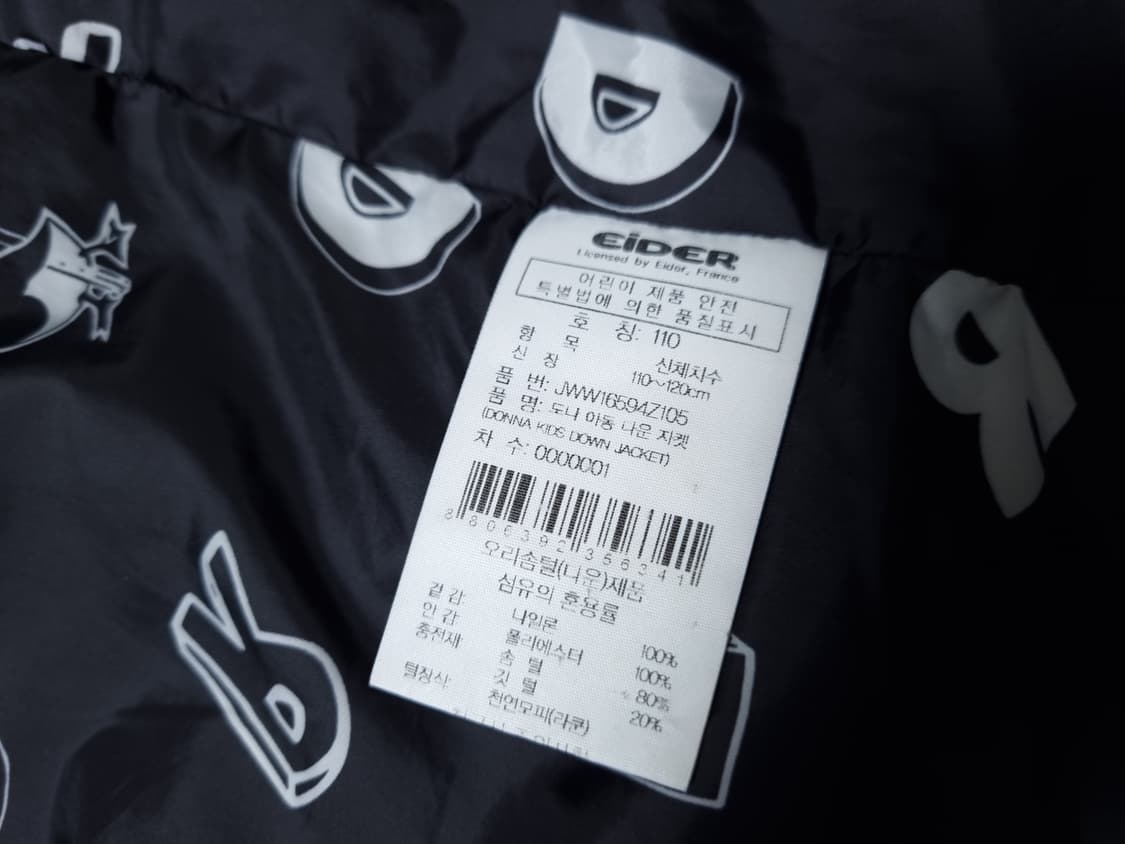 EiDER
Licensed by Eider, France
어린이 제품 안전
특별법에 의한 품질표시
호 칭: 110
항 목 신체치수
신 장 110~120cm
품 번: JWW16594Z105
품 명: 도나 아동 다운 자켓
(DONNA KIDS DOWN JACKET)
차 수: 0000001
8 806392 356341
오리솜털(다운)제품
섬유의 혼용률
겉감: 나일론 100%
안감: 폴리에스터 100%
충전재: 솜 털 80%
깃 털 20%
털장식: 천연모피(라쿤)